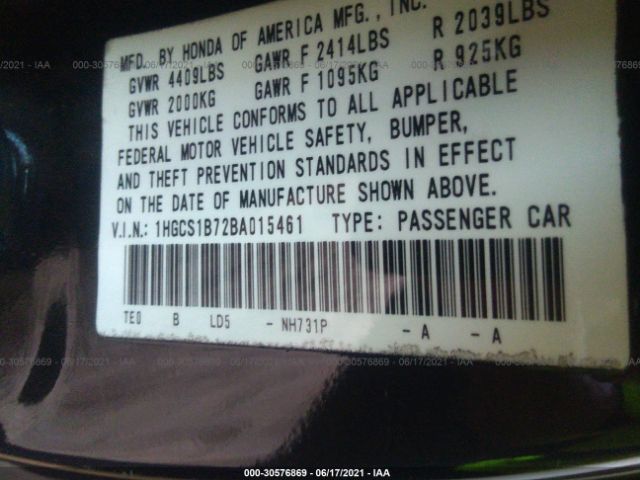 MFD. BY HONDA OF AMERICA MFG., INC.
GVWR 4409LBS GAWR F 2414LBS R 2039LBS
GVWR 2000KG GAWR F 1095KG R 925KG
THIS VEHICLE CONFORMS TO ALL APPLICABLE
FEDERAL MOTOR VEHICLE SAFETY, BUMPER,
AND THEFT PREVENTION STANDARDS IN EFFECT
ON THE DATE OF MANUFACTURE SHOWN ABOVE.
V.I.N.: 1HGCS1B72BA015461 TYPE: PASSENGER CAR
TE0 B LD5 - NH731P - A - A
000-30576869 - 06/17/2021 - IAA